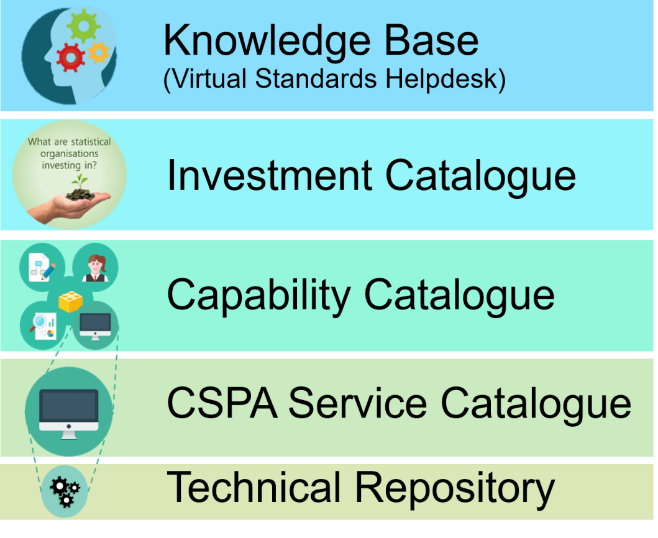 Knowledge Base
(Virtual Standards Helpdesk)
What are statistical
organisations
investing in?
Investment Catalogue
Capability Catalogue
CSPA Service Catalogue
Technical Repository